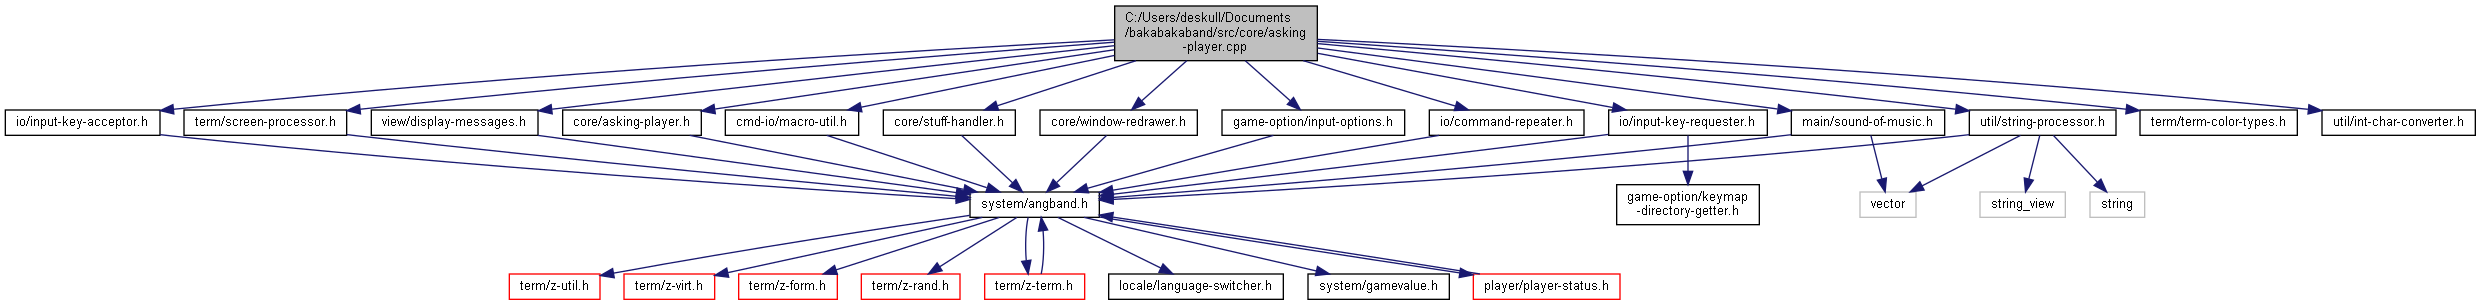 C:/Users/deskull/Documents
/bakabakaband/src/core/asking
-player.cpp
io/input-key-acceptor.h
term/screen-processor.h
view/display-messages.h
core/asking-player.h
cmd-io/macro-util.h
core/stuff-handler.h
core/window-redrawer.h
game-option/input-options.h
io/command-repeater.h
io/input-key-requester.h
main/sound-of-music.h
util/string-processor.h
term/term-color-types.h
util/int-char-converter.h
system/angband.h
game-option/keymap
-directory-getter.h
vector
string_view
string
term/z-util.h
term/z-virt.h
term/z-form.h
term/z-rand.h
term/z-term.h
locale/language-switcher.h
system/gamevalue.h
player/player-status.h